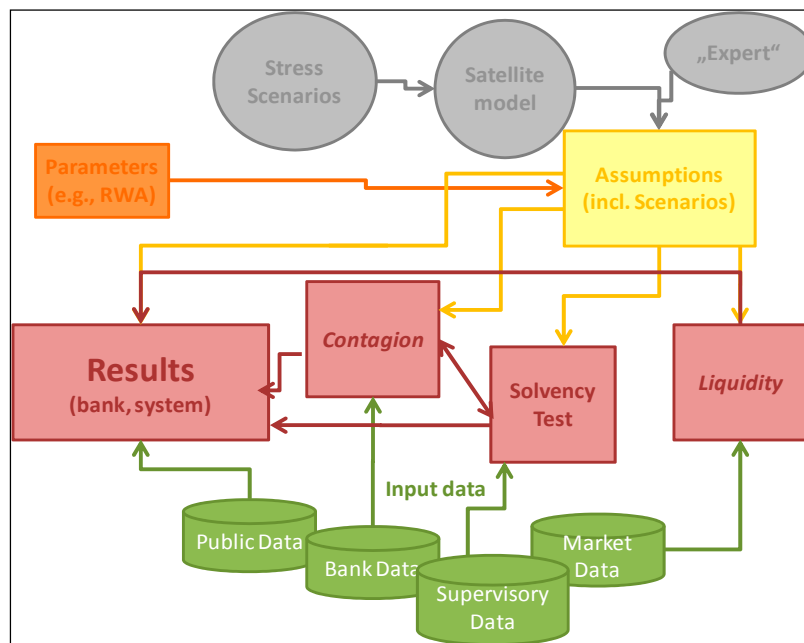 Stress
Scenarios
Satellite
model
„Expert“
Parameters
(e.g., RWA)
Assumptions
(incl. Scenarios)
Contagion
Results
(bank, system)
Solvency
Test
Liquidity
Input data
Public Data
Bank Data
Supervisory
Data
Market
Data